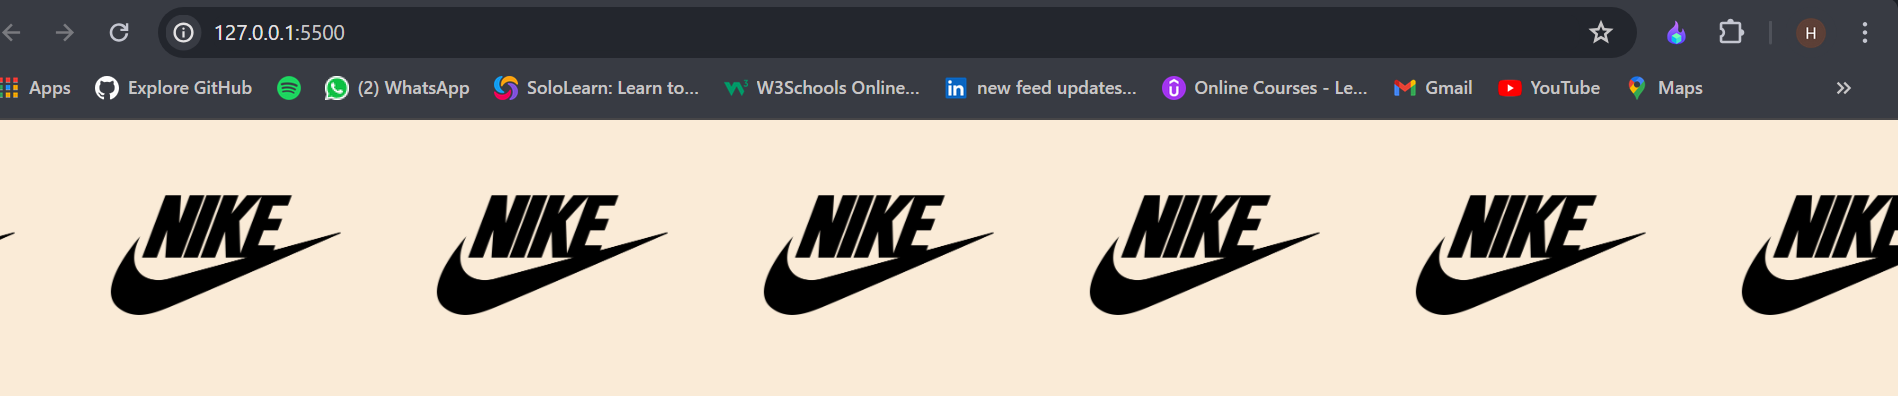 127.0.0.1:5500
H
Apps Explore GitHub (2) WhatsApp SoloLearn: Learn to... W3Schools Online... new feed updates... Online Courses - Le... Gmail YouTube Maps
NIKE NIKE NIKE NIKE NIKE NIKE